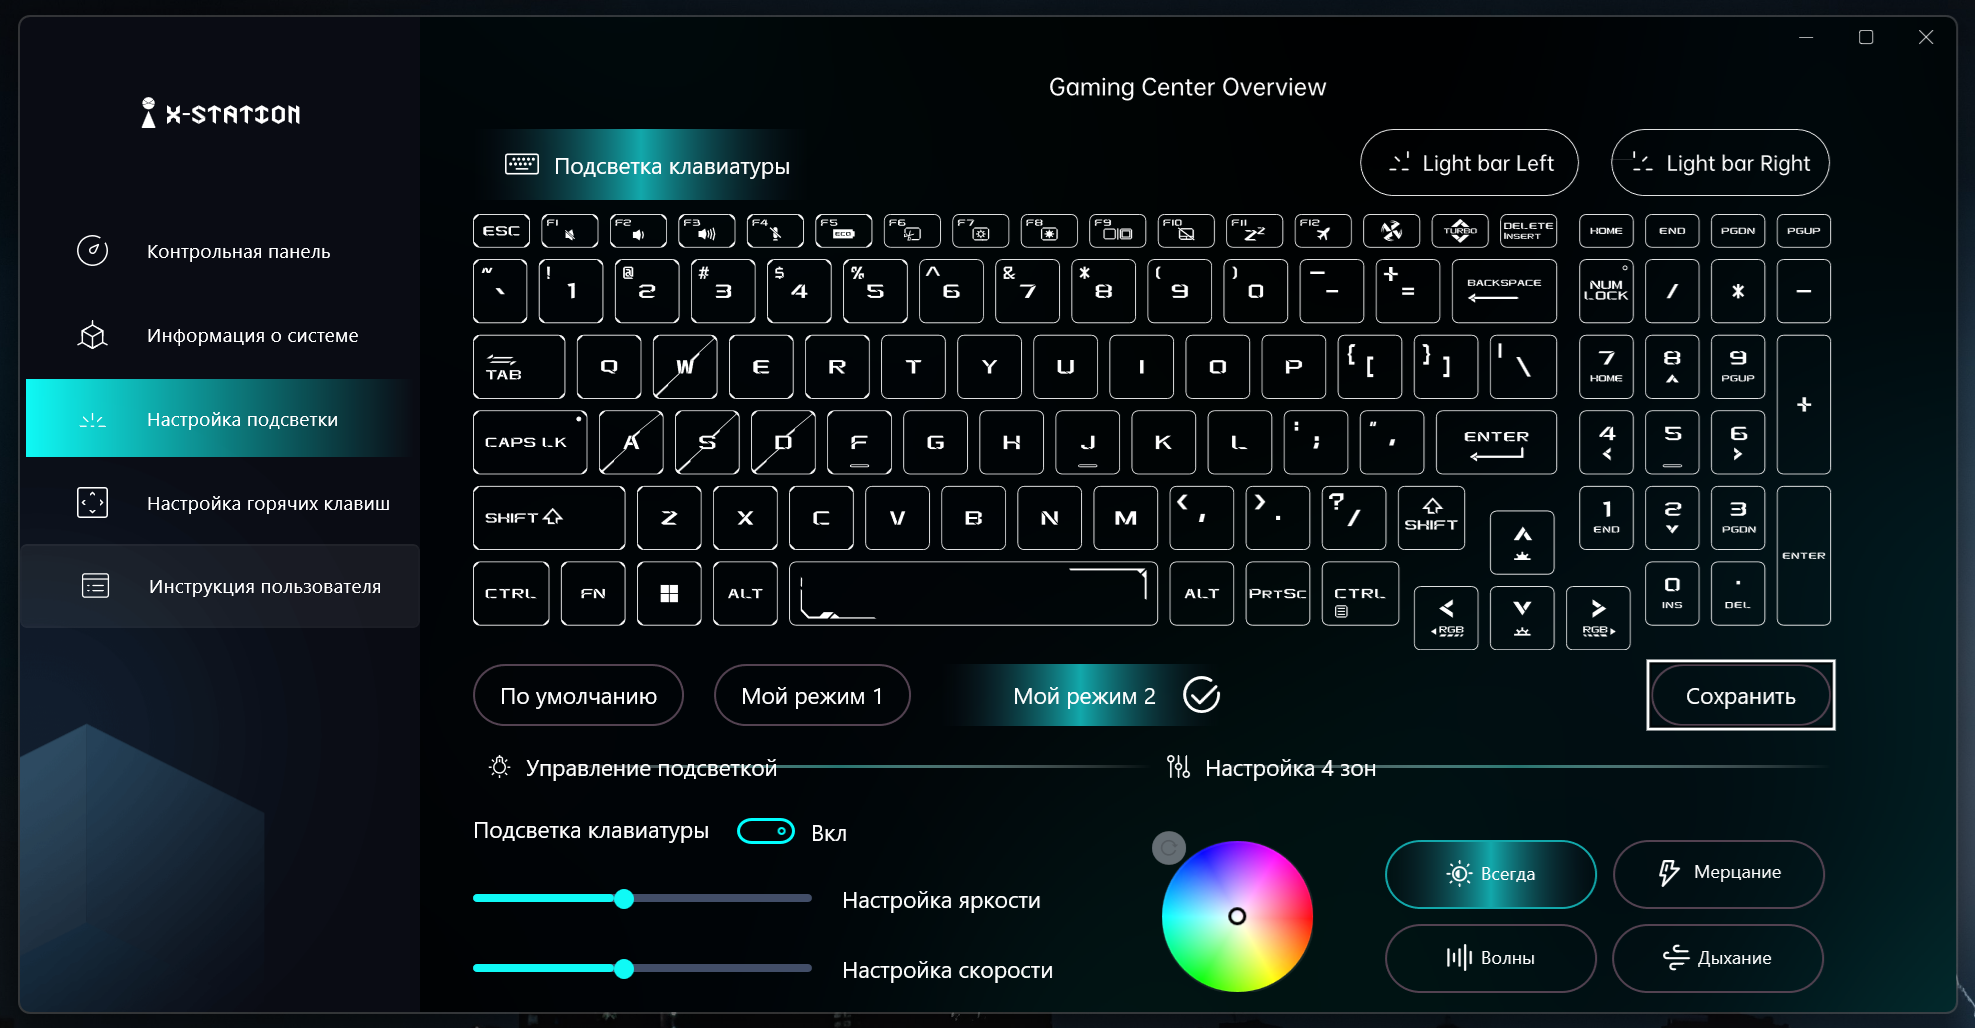 Gaming Center Overview
X-STATION
Подсветка клавиатуры
Light bar Left
Light bar Right
Контрольная панель
Информация о системе
Настройка подсветки
Настройка горячих клавиш
Инструкция пользователя
ESC F1 F2 F3 F4 F5 ECO F6 F7 F8 F9 F10 F11 ZZ F12 TURBO DELETE INSERT HOME END PGDN PGUP
~ ` ! 1 @ 2 # 3 $ 4 % 5 ^ 6 & 7 * 8 ( 9 ) 0 — - + = BACKSPACE NUM LOCK / * −
TAB Q W E R T Y U I O P { [ } ] | \ 7 HOME 8 9 PGUP +
CAPS LK A S D F G H J K L : ; " ' ENTER 4 < 5 6 >
SHIFT Z X C V B N M < , > . ? / SHIFT 1 END 2 3 PGDN ENTER
CTRL FN ALT ALT PRTSC CTRL < RGB RGB > 0 INS . DEL
По умолчанию
Мой режим 1
Мой режим 2
Сохранить
Управление подсветкой
Настройка 4 зон
Подсветка клавиатуры
Вкл
Настройка яркости
Настройка скорости
Всегда
Мерцание
Волны
Дыхание